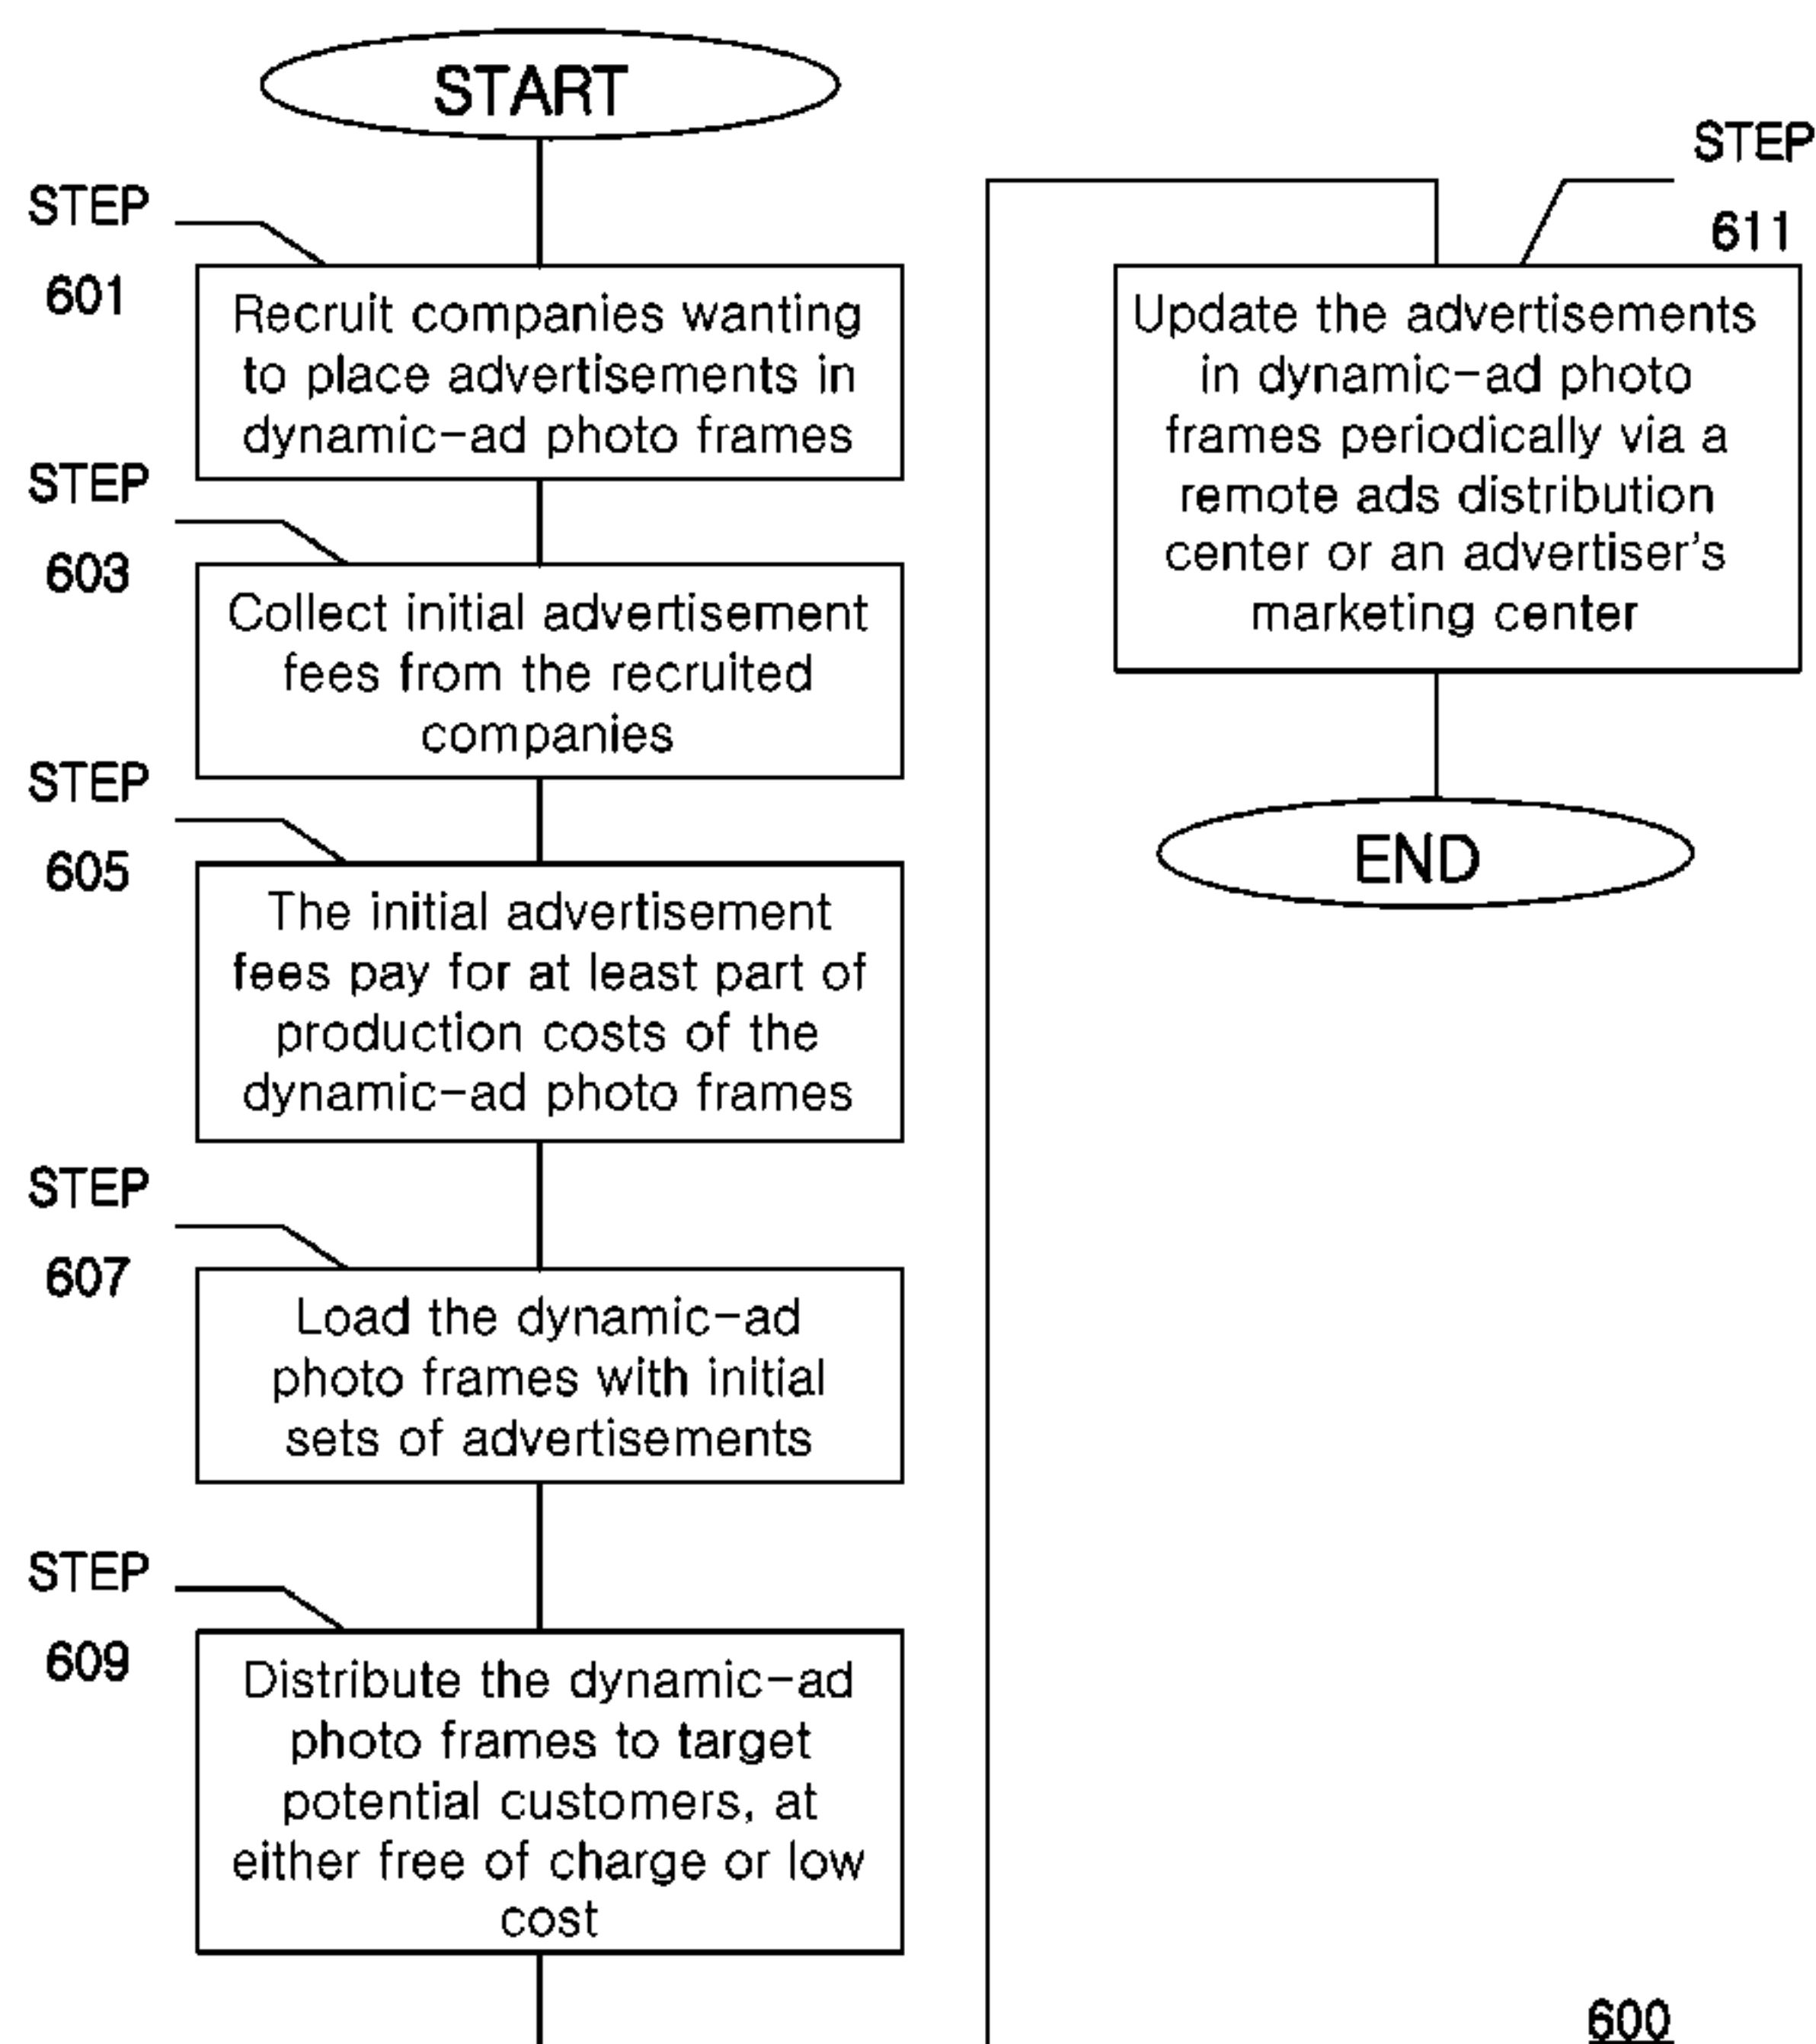 START
STEP
601
Recruit companies wanting
to place advertisements in
dynamic-ad photo frames
STEP
603
Collect initial advertisement
fees from the recruited
companies
STEP
605
The initial advertisement
fees pay for at least part of
production costs of the
dynamic-ad photo frames
STEP
607
Load the dynamic-ad
photo frames with initial
sets of advertisements
STEP
609
Distribute the dynamic-ad
photo frames to target
potential customers, at
either free of charge or low
cost
STEP
611
Update the advertisements
in dynamic-ad photo
frames periodically via a
remote ads distribution
center or an advertiser's
marketing center
END
600